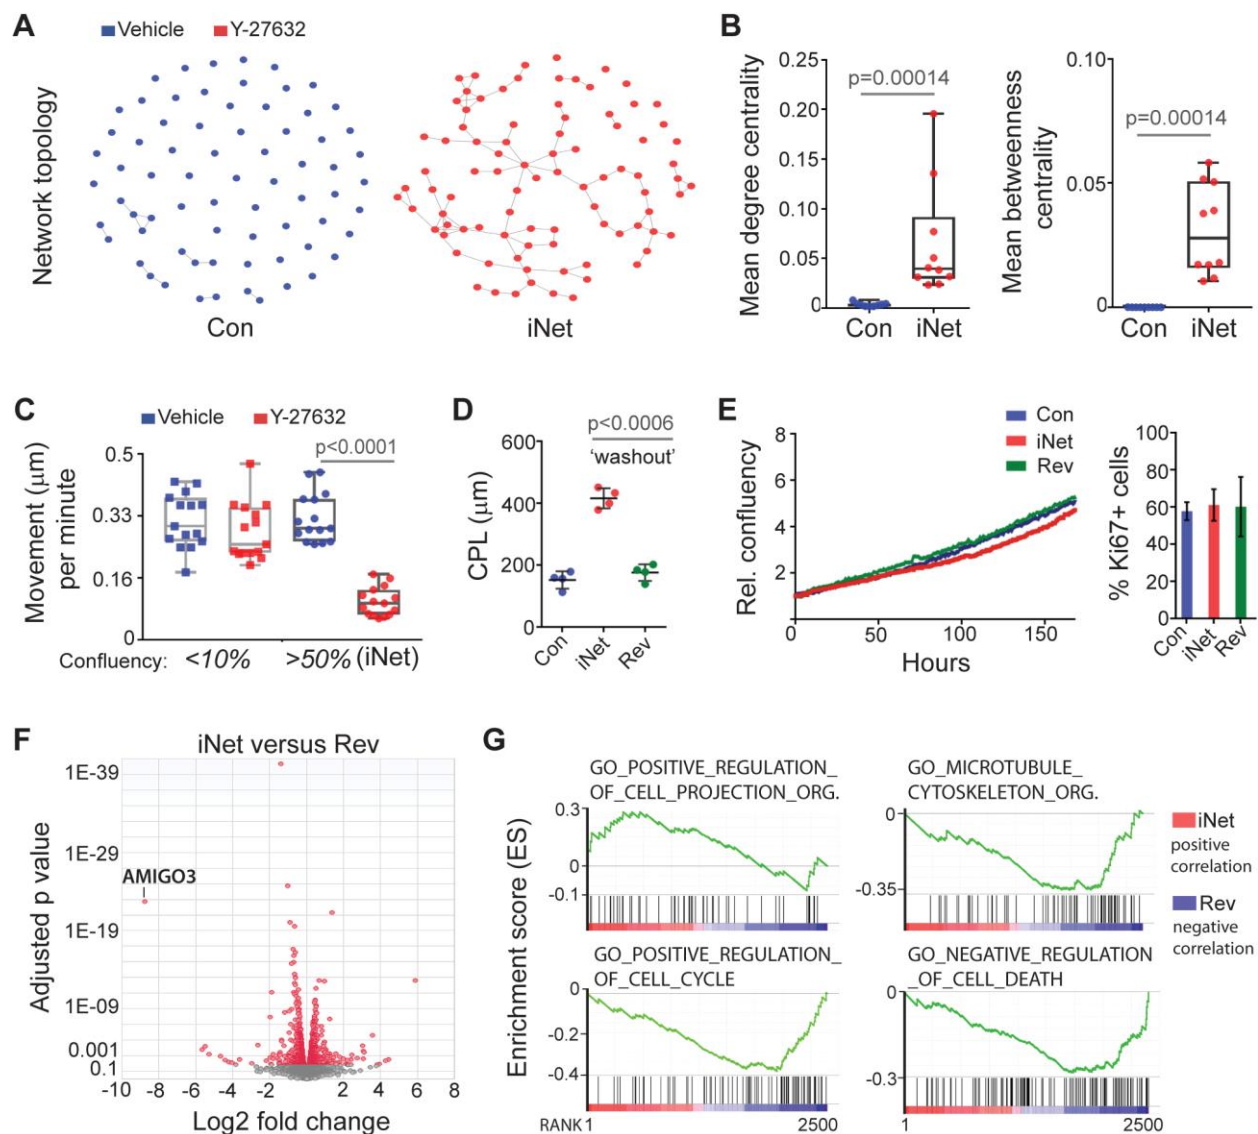 A
Vehicle Y-27632
Network topology
Con
iNet
B
Mean degree centrality
0.25
0.20
0.15
0.10
0.05
0
p=0.00014
Con iNet
Mean betweenness
centrality
0.10
0.05
0
p=0.00014
Con iNet
C
Vehicle Y-27632
p<0.0001
Movement (μm)
per minute
0.5
0.33
0.16
0
Confluency: <10% >50% (iNet)
D
p<0.0006
'washout'
CPL (μm)
600
400
200
0
Con
iNet
Rev
E
Con
iNet
Rev
Rel. confluency
8
6
4
2
0 50 100 150
Hours
% Ki67+ cells
100
80
60
40
20
0
Con
iNet
Rev
F
iNet versus Rev
Adjusted p value
1E-39
1E-29
AMIGO3
1E-19
1E-09
0.001
0.1
-10 -8 -6 -4 -2 0 2 4 6 8
Log2 fold change
G
Enrichment score (ES)
GO_POSITIVE_REGULATION_
OF_CELL_PROJECTION_ORG.
0.3
0
-0.1
GO_MICROTUBULE_
CYTOSKELETON_ORG.
0
-0.35
iNet
positive
correlation
Rev
negative
correlation
GO_POSITIVE_REGULATION_
OF_CELL_CYCLE
0
-0.2
-0.4
GO_NEGATIVE_REGULATION
_OF_CELL_DEATH
0
-0.3
RANK 1 2500
1 2500